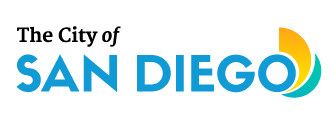 The City of
SAN DIEGO